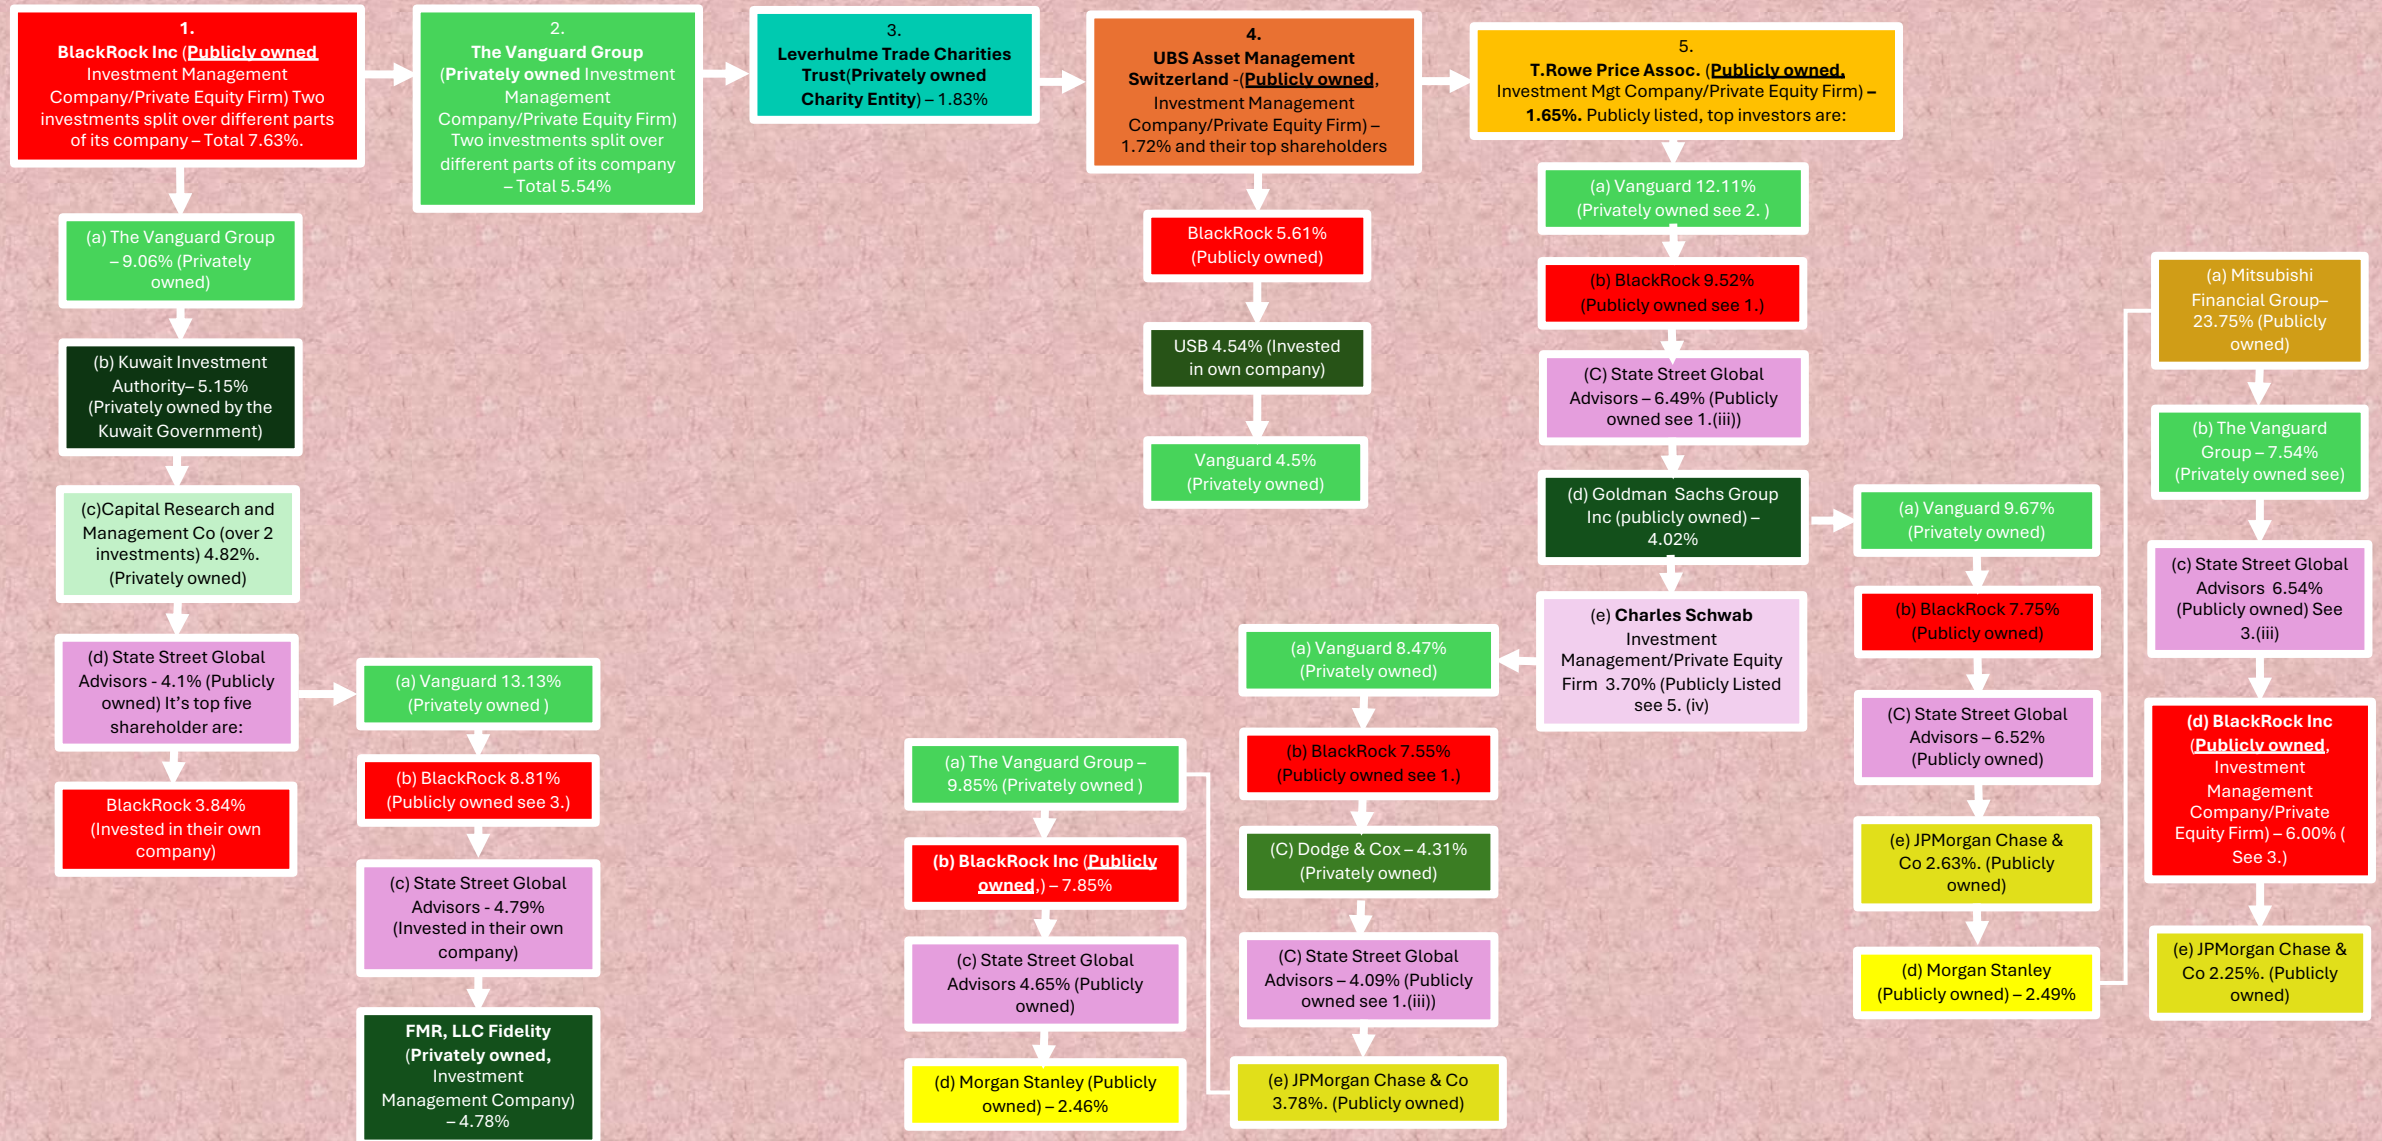 1.
BlackRock Inc (Publicly owned
Investment Management
Company/Private Equity Firm) Two
investments split over different parts
of its company – Total 7.63%.
2.
The Vanguard Group
(Privately owned Investment
Management
Company/Private Equity Firm)
Two investments split over
different parts of its company
– Total 5.54%
3.
Leverhulme Trade Charities
Trust(Privately owned
Charity Entity) – 1.83%
4.
UBS Asset Management
Switzerland -(Publicly owned,
Investment Management
Company/Private Equity Firm) –
1.72% and their top shareholders
5.
T.Rowe Price Assoc. (Publicly owned,
Investment Mgt Company/Private Equity Firm) –
1.65%. Publicly listed, top investors are:
(a) The Vanguard Group
– 9.06% (Privately
owned)
(b) Kuwait Investment
Authority– 5.15%
(Privately owned by the
Kuwait Government)
(c)Capital Research and
Management Co (over 2
investments) 4.82%.
(Privately owned)
(d) State Street Global
Advisors - 4.1% (Publicly
owned) It's top five
shareholder are:
BlackRock 3.84%
(Invested in their own
company)
(a) Vanguard 13.13%
(Privately owned )
(b) BlackRock 8.81%
(Publicly owned see 3.)
(c) State Street Global
Advisors - 4.79%
(Invested in their own
company)
FMR, LLC Fidelity
(Privately owned,
Investment
Management Company)
– 4.78%
BlackRock 5.61%
(Publicly owned)
USB 4.54% (Invested
in own company)
Vanguard 4.5%
(Privately owned)
(a) Vanguard 12.11%
(Privately owned see 2. )
(b) BlackRock 9.52%
(Publicly owned see 1.)
(C) State Street Global
Advisors – 6.49% (Publicly
owned see 1.(iii))
(d) Goldman Sachs Group
Inc (publicly owned) –
4.02%
(e) Charles Schwab
Investment
Management/Private Equity
Firm 3.70% (Publicly Listed
see 5. (iv)
(a) Vanguard 8.47%
(Privately owned)
(b) BlackRock 7.55%
(Publicly owned see 1.)
(C) Dodge & Cox – 4.31%
(Privately owned)
(C) State Street Global
Advisors – 4.09% (Publicly
owned see 1.(iii))
(e) JPMorgan Chase & Co
3.78%. (Publicly owned)
(a) The Vanguard Group –
9.85% (Privately owned )
(b) BlackRock Inc (Publicly
owned,) – 7.85%
(c) State Street Global
Advisors 4.65% (Publicly
owned)
(d) Morgan Stanley (Publicly
owned) – 2.46%
(a) Vanguard 9.67%
(Privately owned)
(b) BlackRock 7.75%
(Publicly owned)
(C) State Street Global
Advisors – 6.52%
(Publicly owned)
(e) JPMorgan Chase &
Co 2.63%. (Publicly
owned)
(d) Morgan Stanley
(Publicly owned) – 2.49%
(a) Mitsubishi
Financial Group–
23.75% (Publicly
owned)
(b) The Vanguard
Group – 7.54%
(Privately owned see)
(c) State Street Global
Advisors 6.54%
(Publicly owned) See
3.(iii)
(d) BlackRock Inc
(Publicly owned,
Investment
Management
Company/Private
Equity Firm) – 6.00% (
See 3.)
(e) JPMorgan Chase &
Co 2.25%. (Publicly
owned)